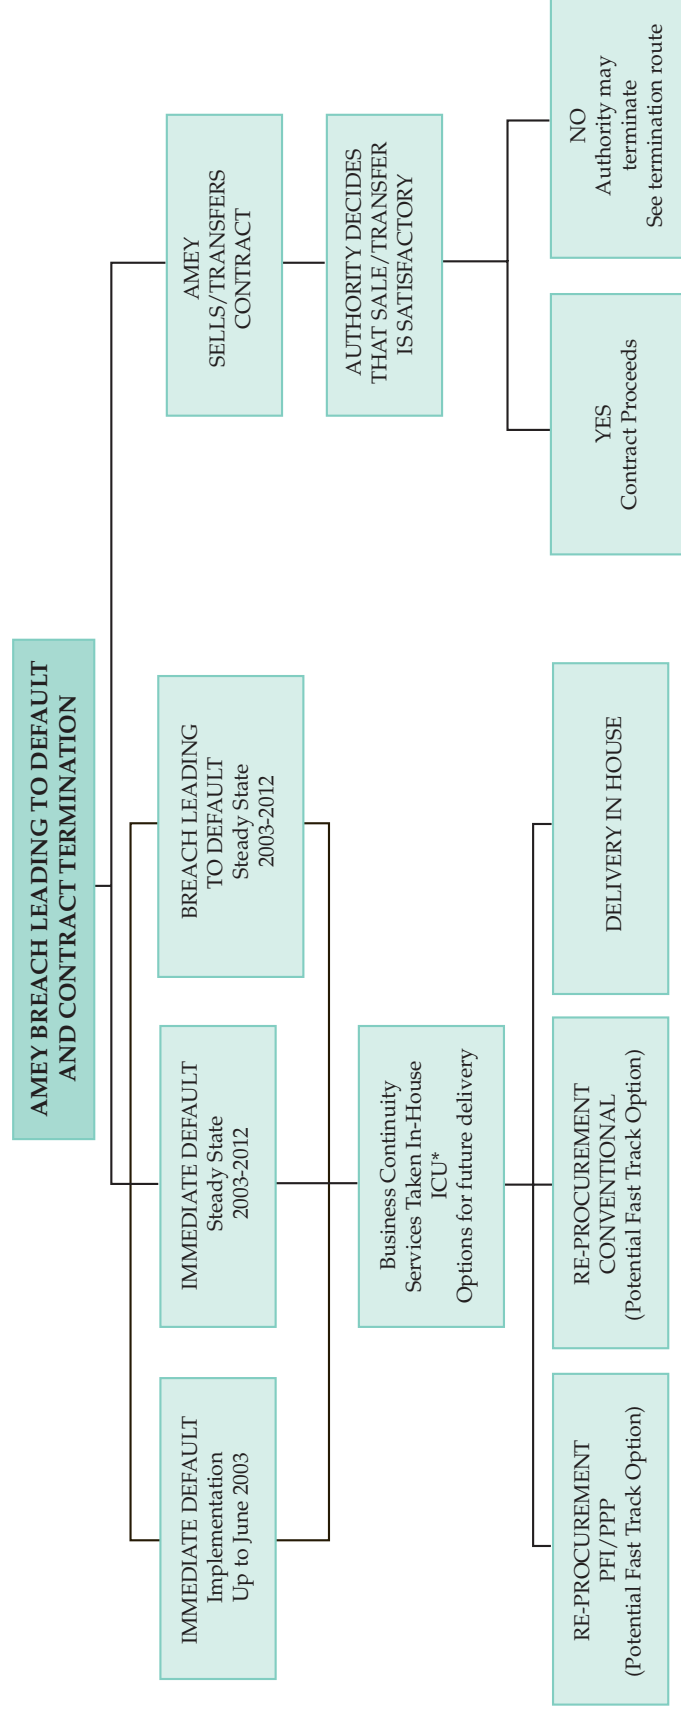 AMEY BREACH LEADING TO DEFAULT
AND CONTRACT TERMINATION
IMMEDIATE DEFAULT
Implementation
Up to June 2003
IMMEDIATE DEFAULT
Steady State
2003-2012
BREACH LEADING
TO DEFAULT
Steady State
2003-2012
AMEY
SELLS/TRANSFERS
CONTRACT
Business Continuity
Services Taken In-House
ICU*
Options for future delivery
AUTHORITY DECIDES
THAT SALE/TRANSFER
IS SATISFACTORY
RE-PROCUREMENT
PFI/PPP
(Potential Fast Track Option)
RE-PROCUREMENT
CONVENTIONAL
(Potential Fast Track Option)
DELIVERY IN HOUSE
YES
Contract Proceeds
NO
Authority may
terminate
See termination route